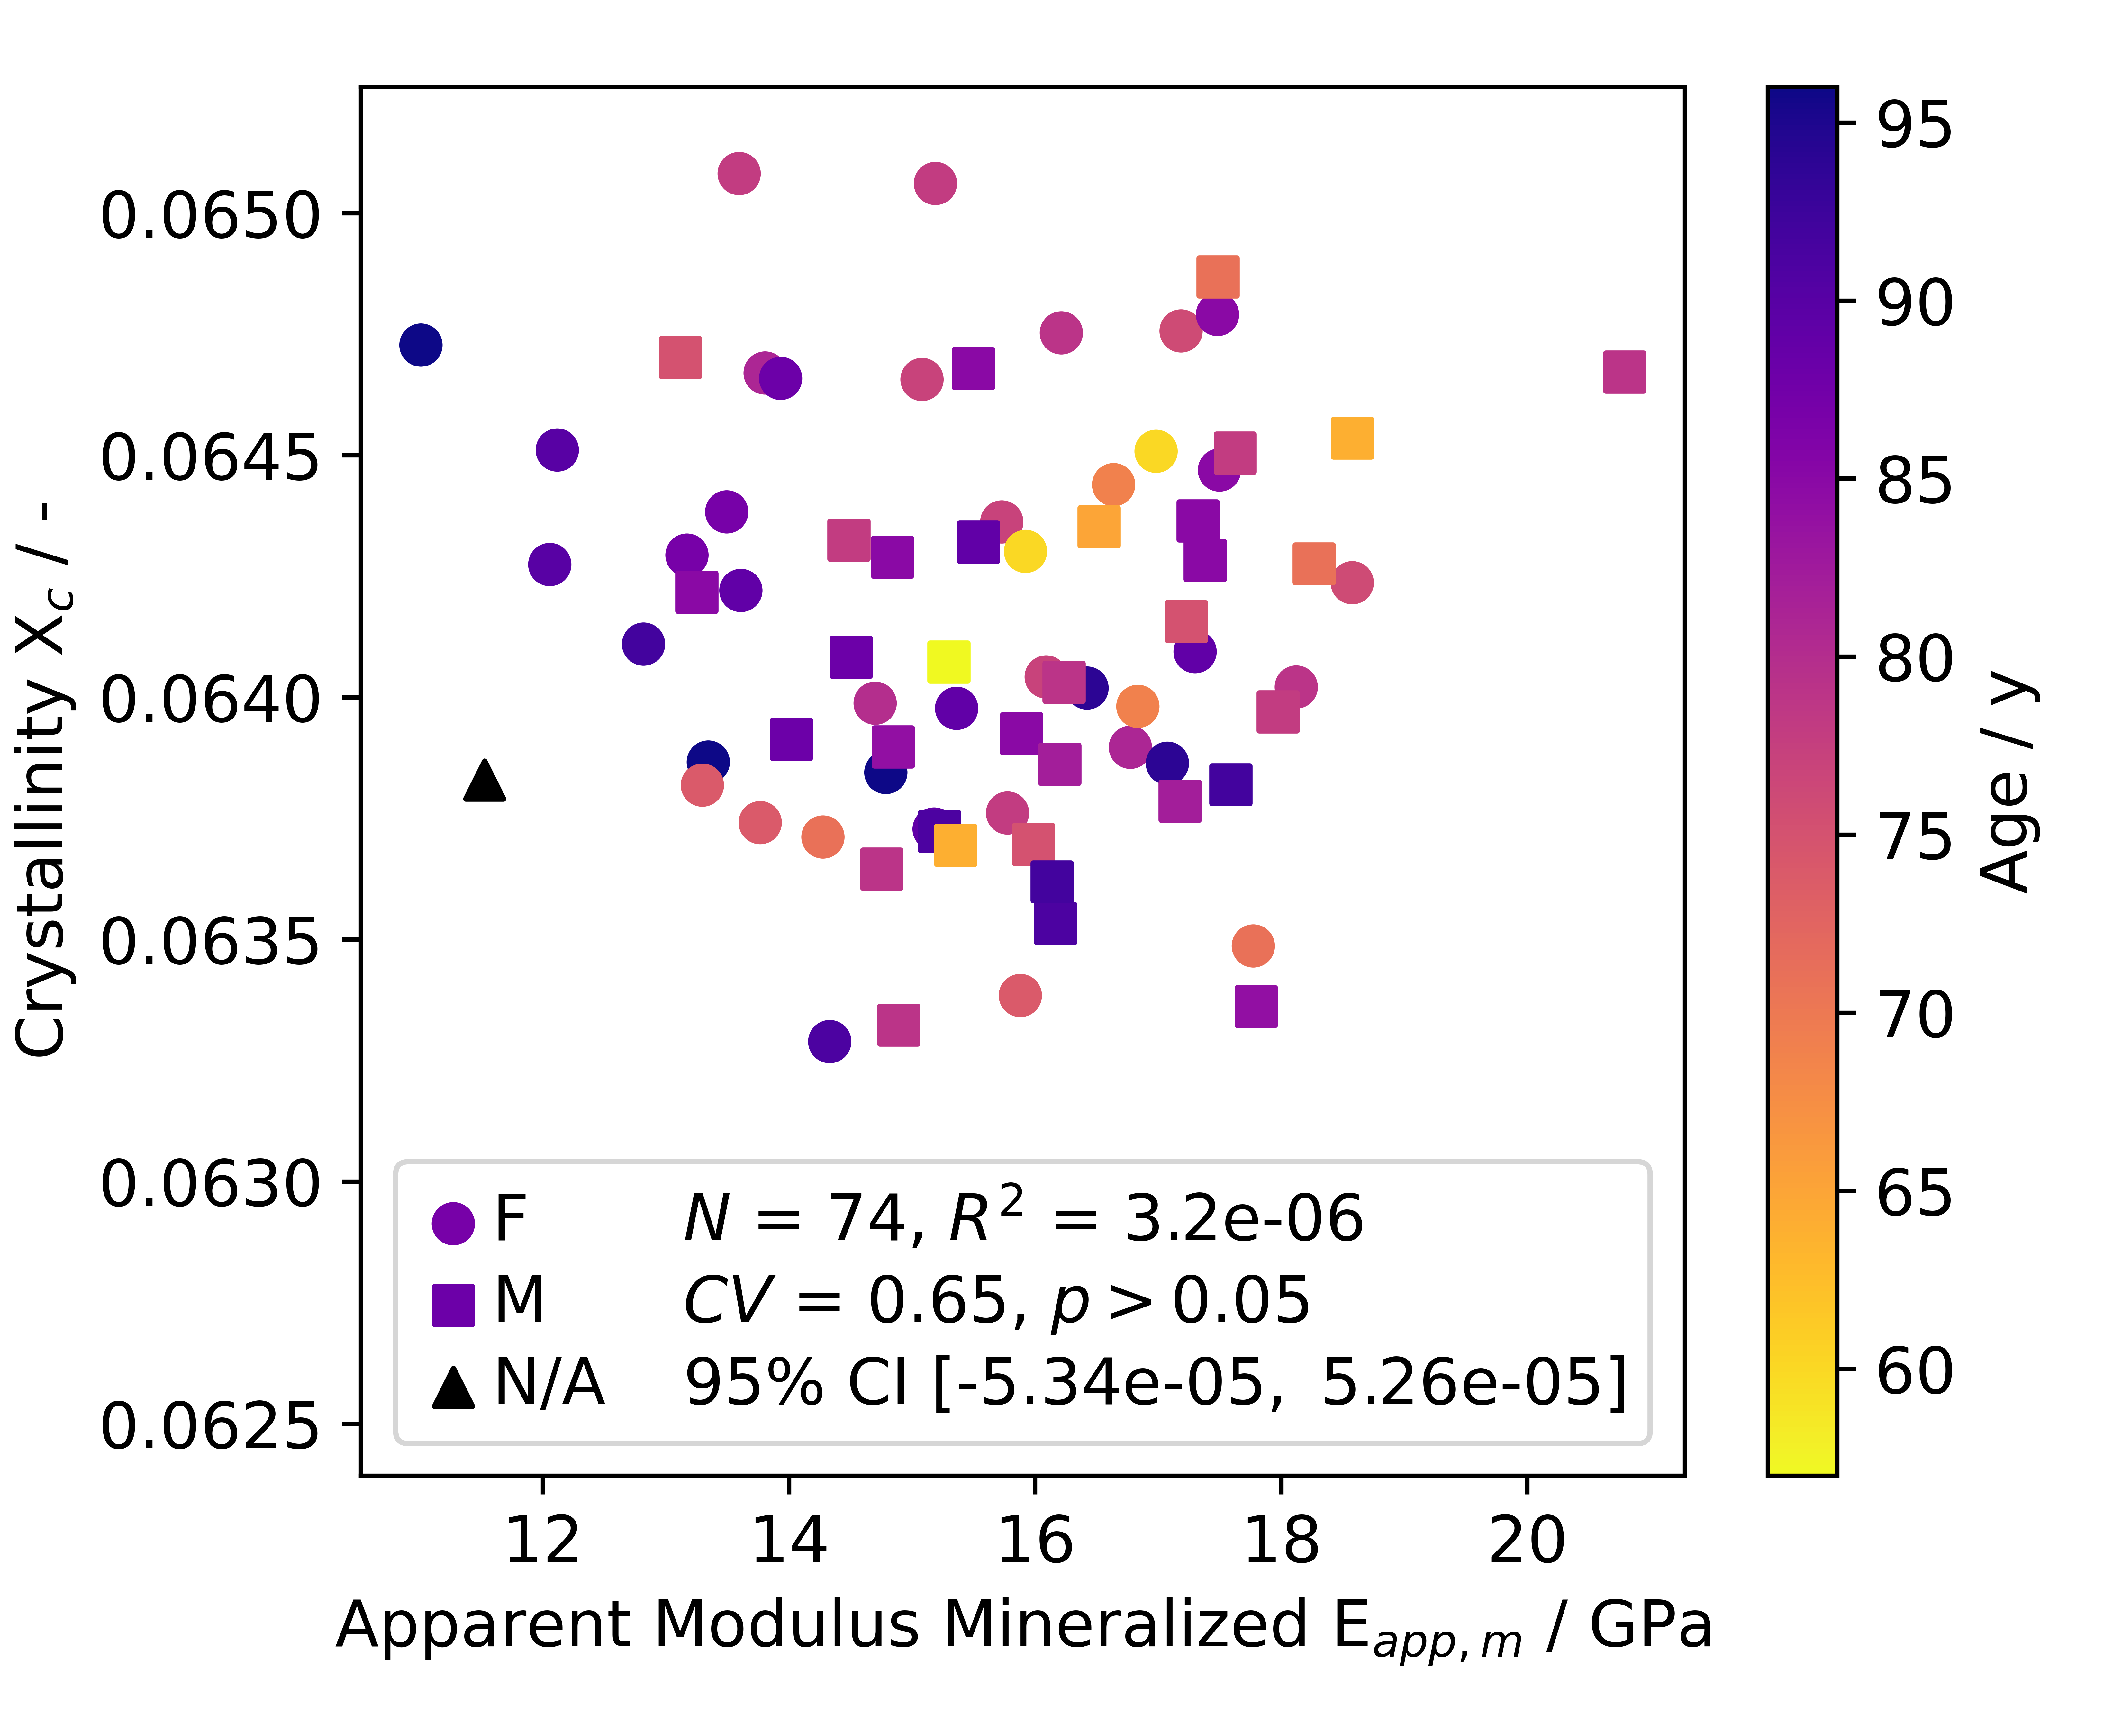 Crystallinity X_c / -
0.0650
0.0645
0.0640
0.0635
0.0630
0.0625
F N = 74, R² = 3.2e-06
M CV = 0.65, p > 0.05
N/A 95% CI [-5.34e-05, 5.26e-05]
12 14 16 18 20
Apparent Modulus Mineralized E_app,m / GPa
95
90
85
80
75
70
65
60
Age / y